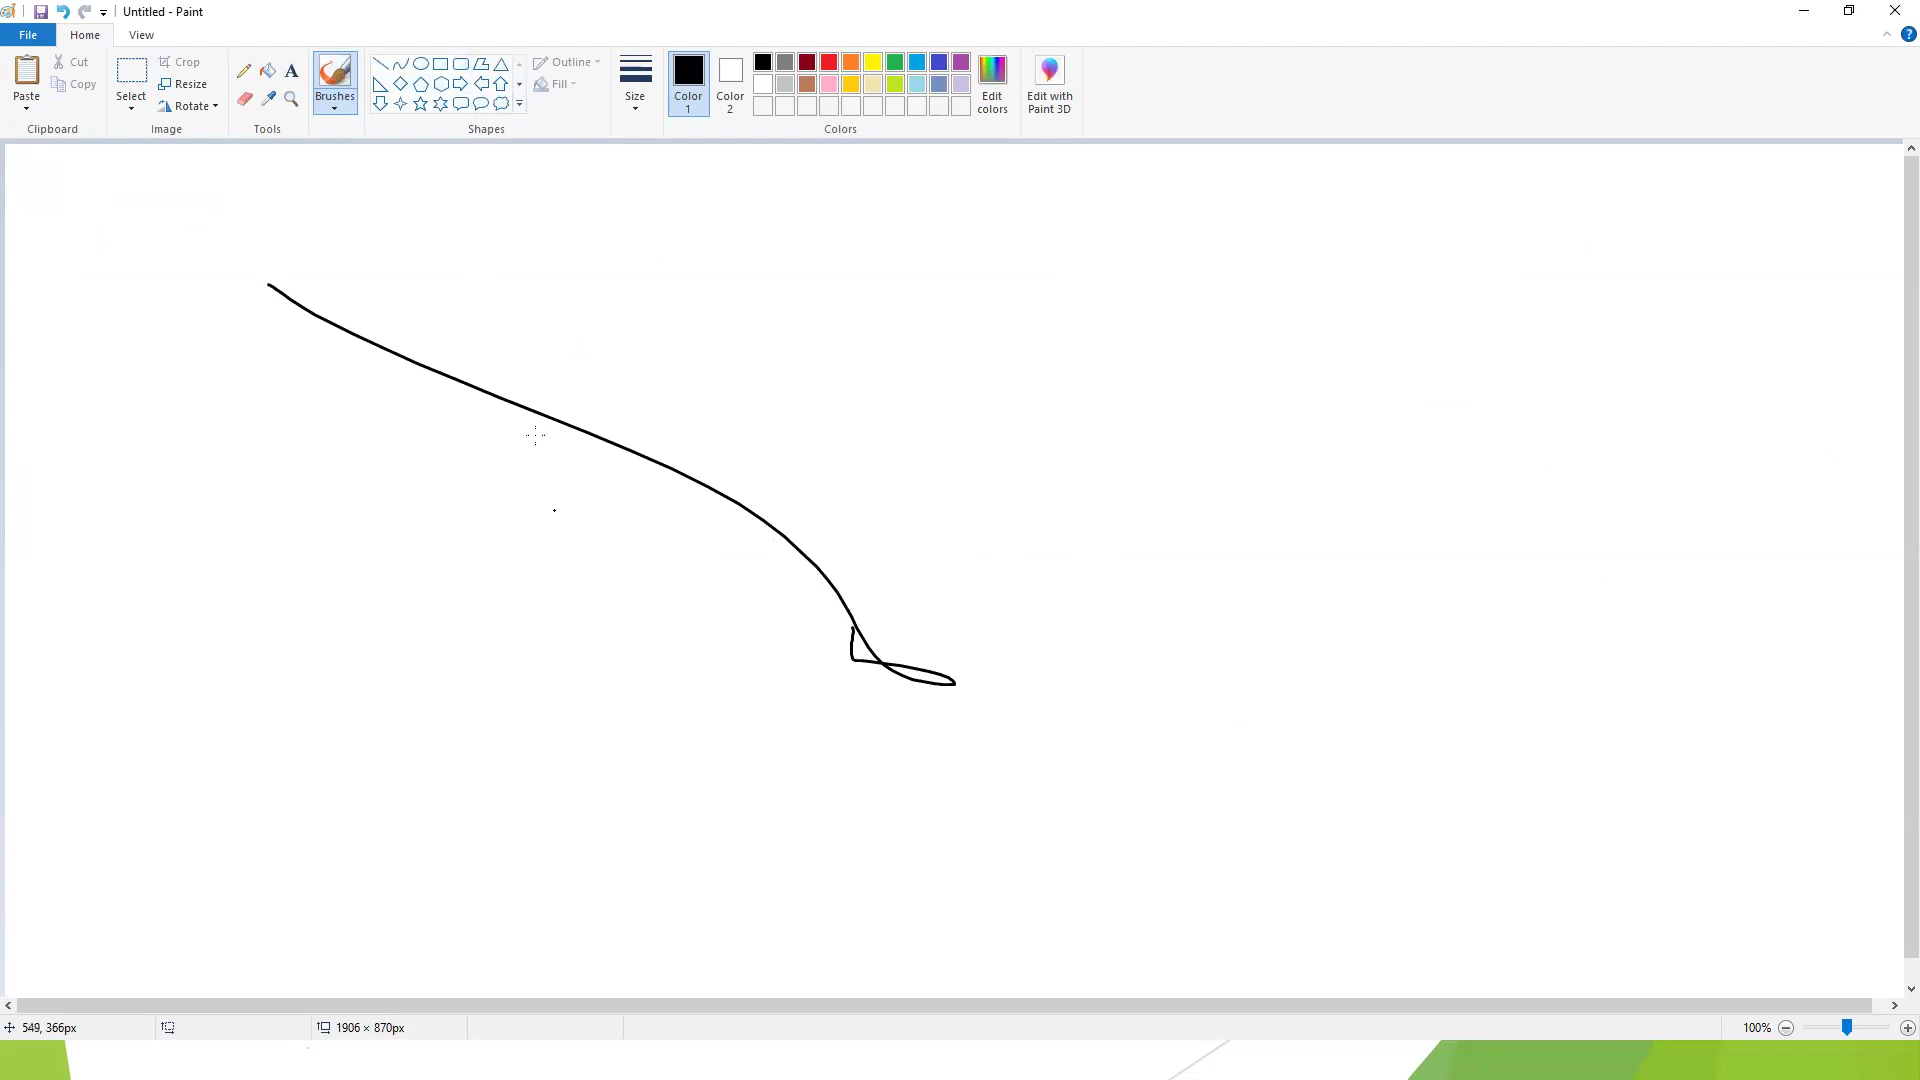 Untitled - Paint
File Home View
Paste
Cut
Copy
Clipboard
Select
Crop
Resize
Rotate
Image
A
Tools
Brushes
Outline
Fill
Shapes
Size
Color 1
Color 2
Edit colors
Colors
Edit with Paint 3D
?
549, 366px
1906 × 870px
100%